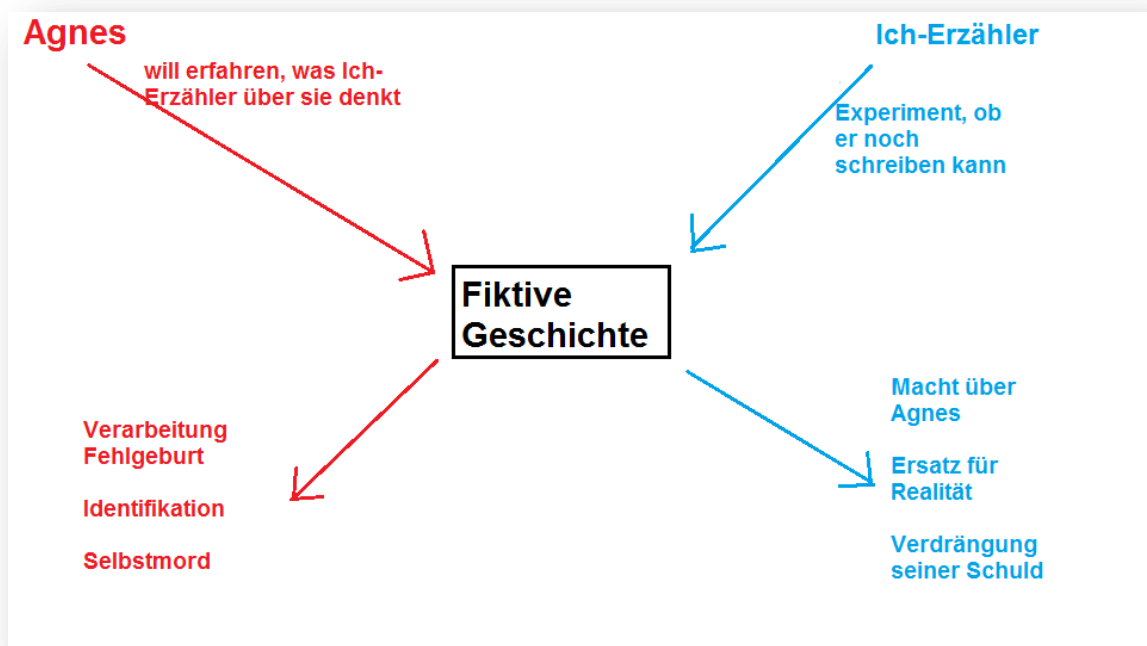 Agnes
will erfahren, was Ich-
Erzähler über sie denkt
Ich-Erzähler
Experiment, ob
er noch
schreiben kann
Fiktive
Geschichte
Verarbeitung
Fehlgeburt
Identifikation
Selbstmord
Macht über
Agnes
Ersatz für
Realität
Verdrängung
seiner Schuld